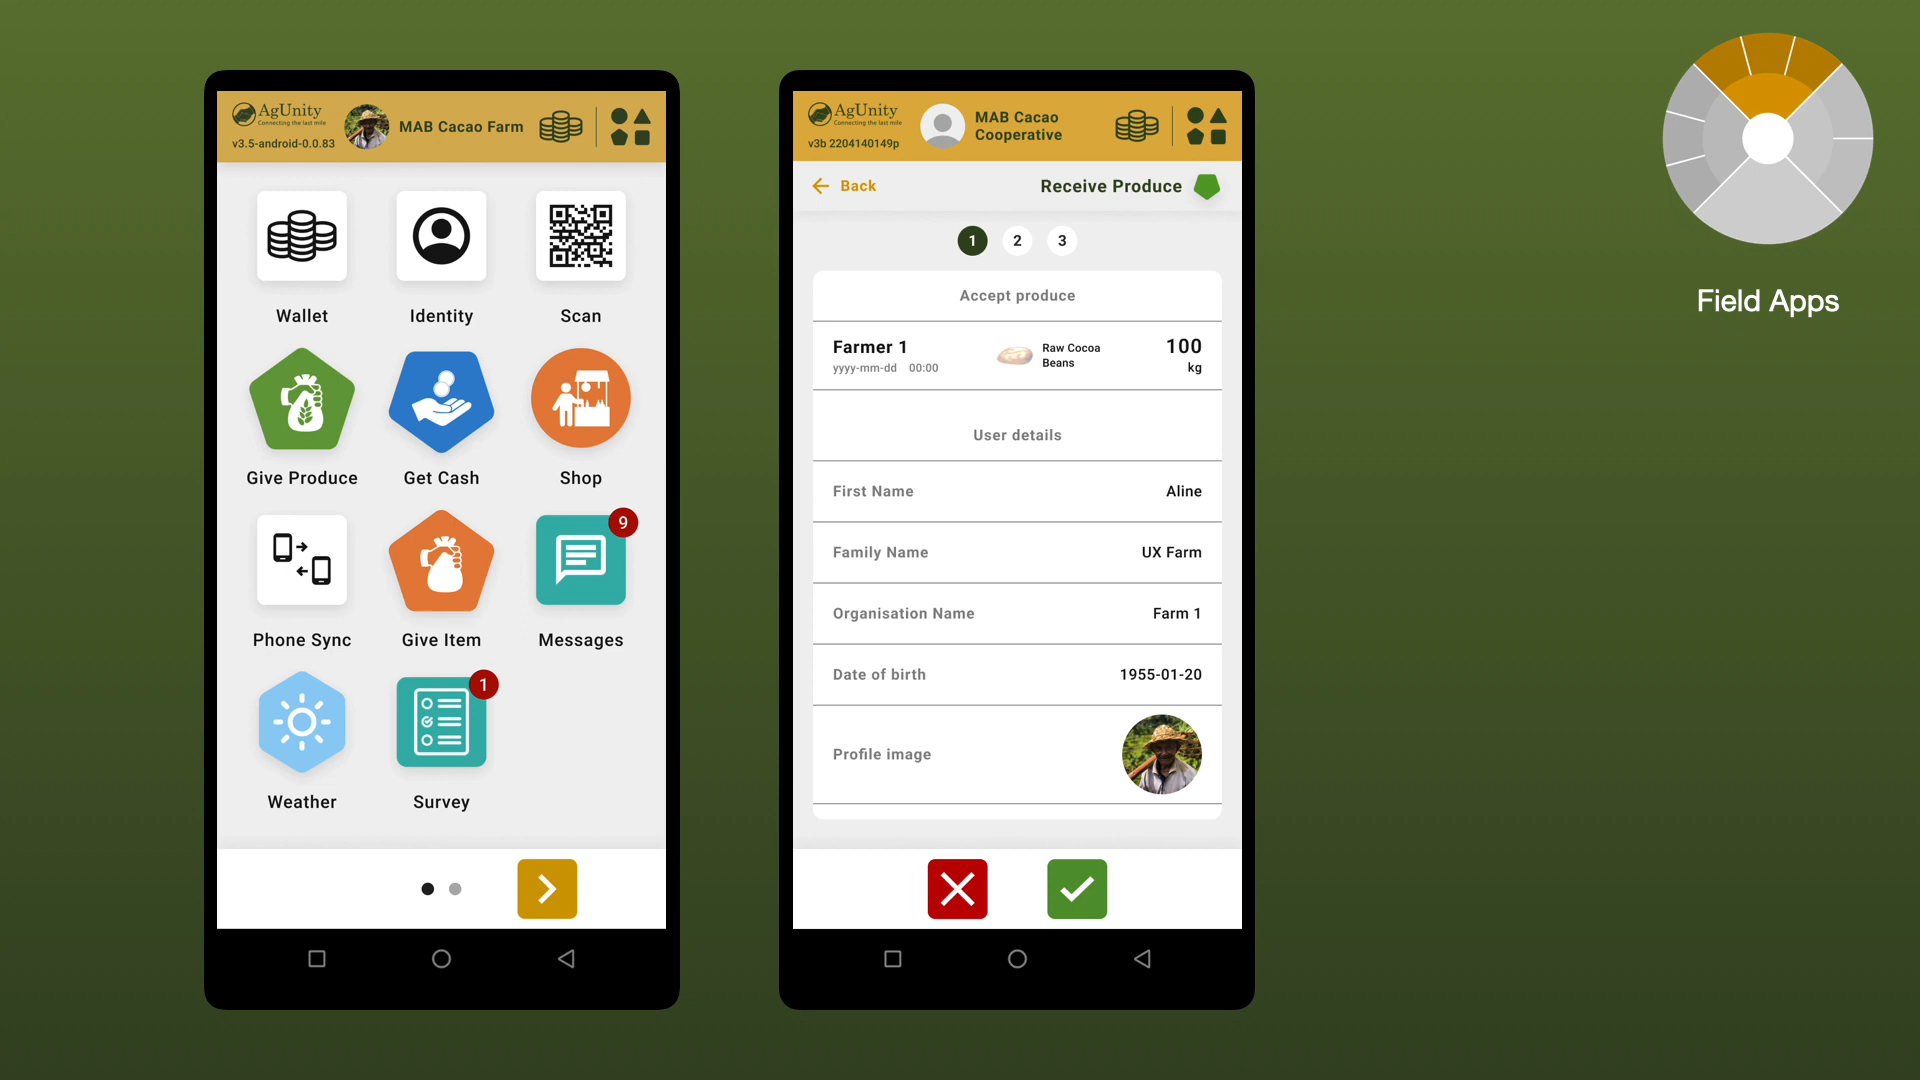 AgUnity
Connecting the last mile
v3.5-android-0.0.83
MAB Cacao Farm
Wallet
Identity
Scan
Give Produce
Get Cash
Shop
Phone Sync
Give Item
9
Messages
Weather
1
Survey
AgUnity
Connecting the last mile
v3b 2204140149p
MAB Cacao
Cooperative
Back
Receive Produce
1 2 3
Accept produce
Farmer 1
yyyy-mm-dd 00:00
Raw Cocoa
Beans
100
kg
User details
First Name Aline
Family Name UX Farm
Organisation Name Farm 1
Date of birth 1955-01-20
Profile image
Field Apps